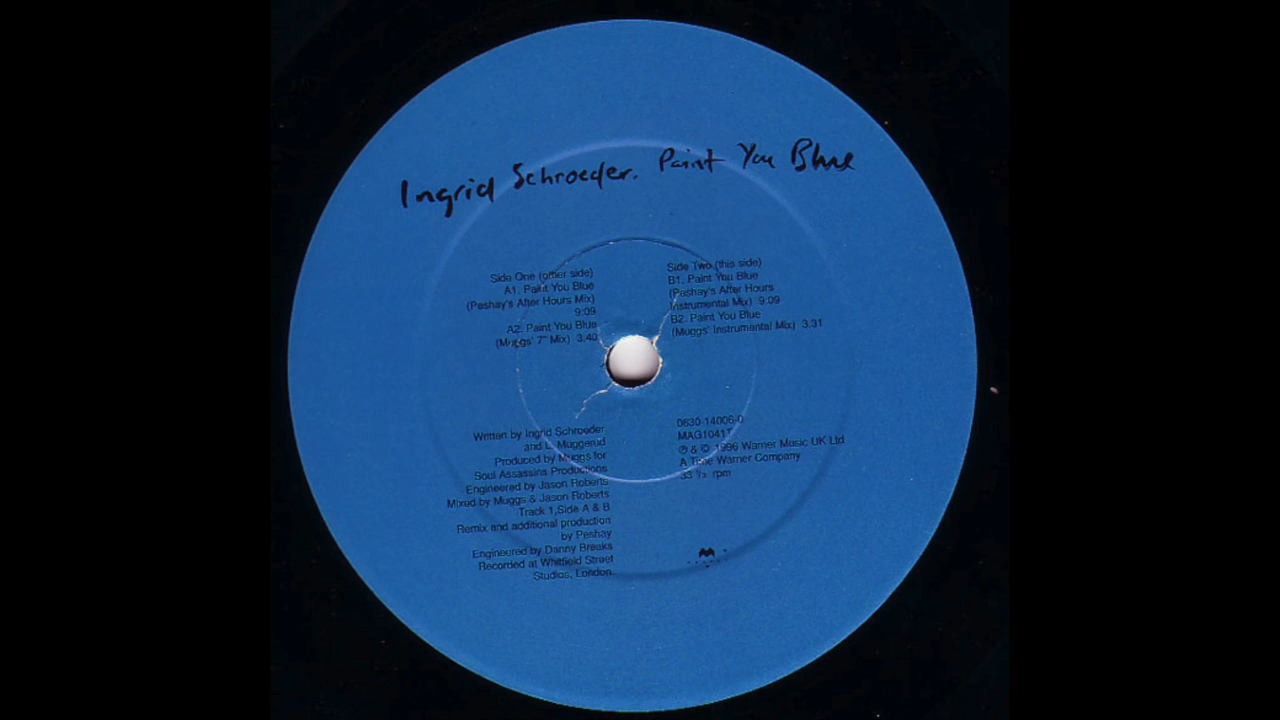 Ingrid Schroeder. Paint You Blue
Side One (other side)
A1. Paint You Blue
(Peshay's After Hours Mix)
9:09
A2. Paint You Blue
(Muggs' 7" Mix) 3.40
Side Two (this side)
B1. Paint You Blue
(Peshay's After Hours
Instrumental Mix) 9:09
B2. Paint You Blue
(Muggs' Instrumental Mix) 3.31
Written by Ingrid Schroeder
and L. Muggerud
Produced by Muggs for
Soul Assassins Productions
Engineered by Jason Roberts
Mixed by Muggs & Jason Roberts
Track 1,Side A & B
Remix and additional production
by Peshay
Engineered by Danny Breaks
Recorded at Whitfield Street
Studios, London.
0630-14006-0
MAG1041T
℗ & © 1996 Warner Music UK Ltd
A Time Warner Company
33 ⅓ rpm